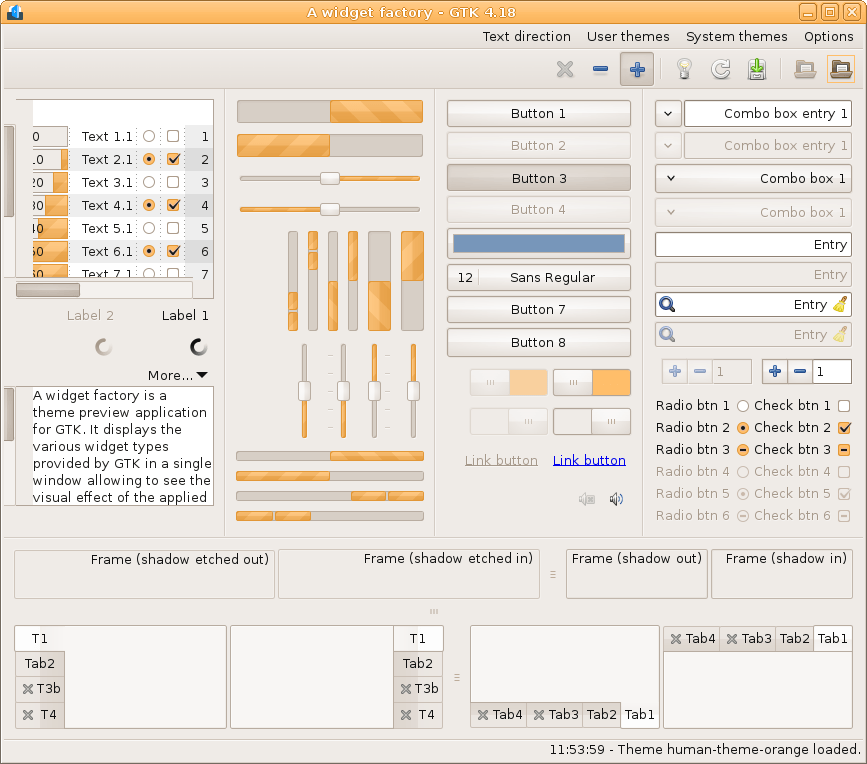 A widget factory - GTK 4.18
Text direction User themes System themes Options
0 Text 1.1 1
10 Text 2.1 2
20 Text 3.1 3
30 Text 4.1 4
40 Text 5.1 5
50 Text 6.1 6
60 Text 7.1 7
Label 2 Label 1
More...
A widget factory is a
theme preview application
for GTK. It displays the
various widget types
provided by GTK in a single
window allowing to see the
visual effect of the applied
Button 1
Button 2
Button 3
Button 4
12 Sans Regular
Button 7
Button 8
Link button Link button
Combo box entry 1
Combo box entry 1
Combo box 1
Combo box 1
Entry
Entry
Entry
Entry
1 1
Radio btn 1 Check btn 1
Radio btn 2 Check btn 2
Radio btn 3 Check btn 3
Radio btn 4 Check btn 4
Radio btn 5 Check btn 5
Radio btn 6 Check btn 6
Frame (shadow etched out) Frame (shadow etched in) Frame (shadow out) Frame (shadow in)
T1
Tab2
T3b
T4
T1
Tab2
T3b
T4
Tab4 Tab3 Tab2 Tab1
Tab4 Tab3 Tab2 Tab1
11:53:59 - Theme human-theme-orange loaded.